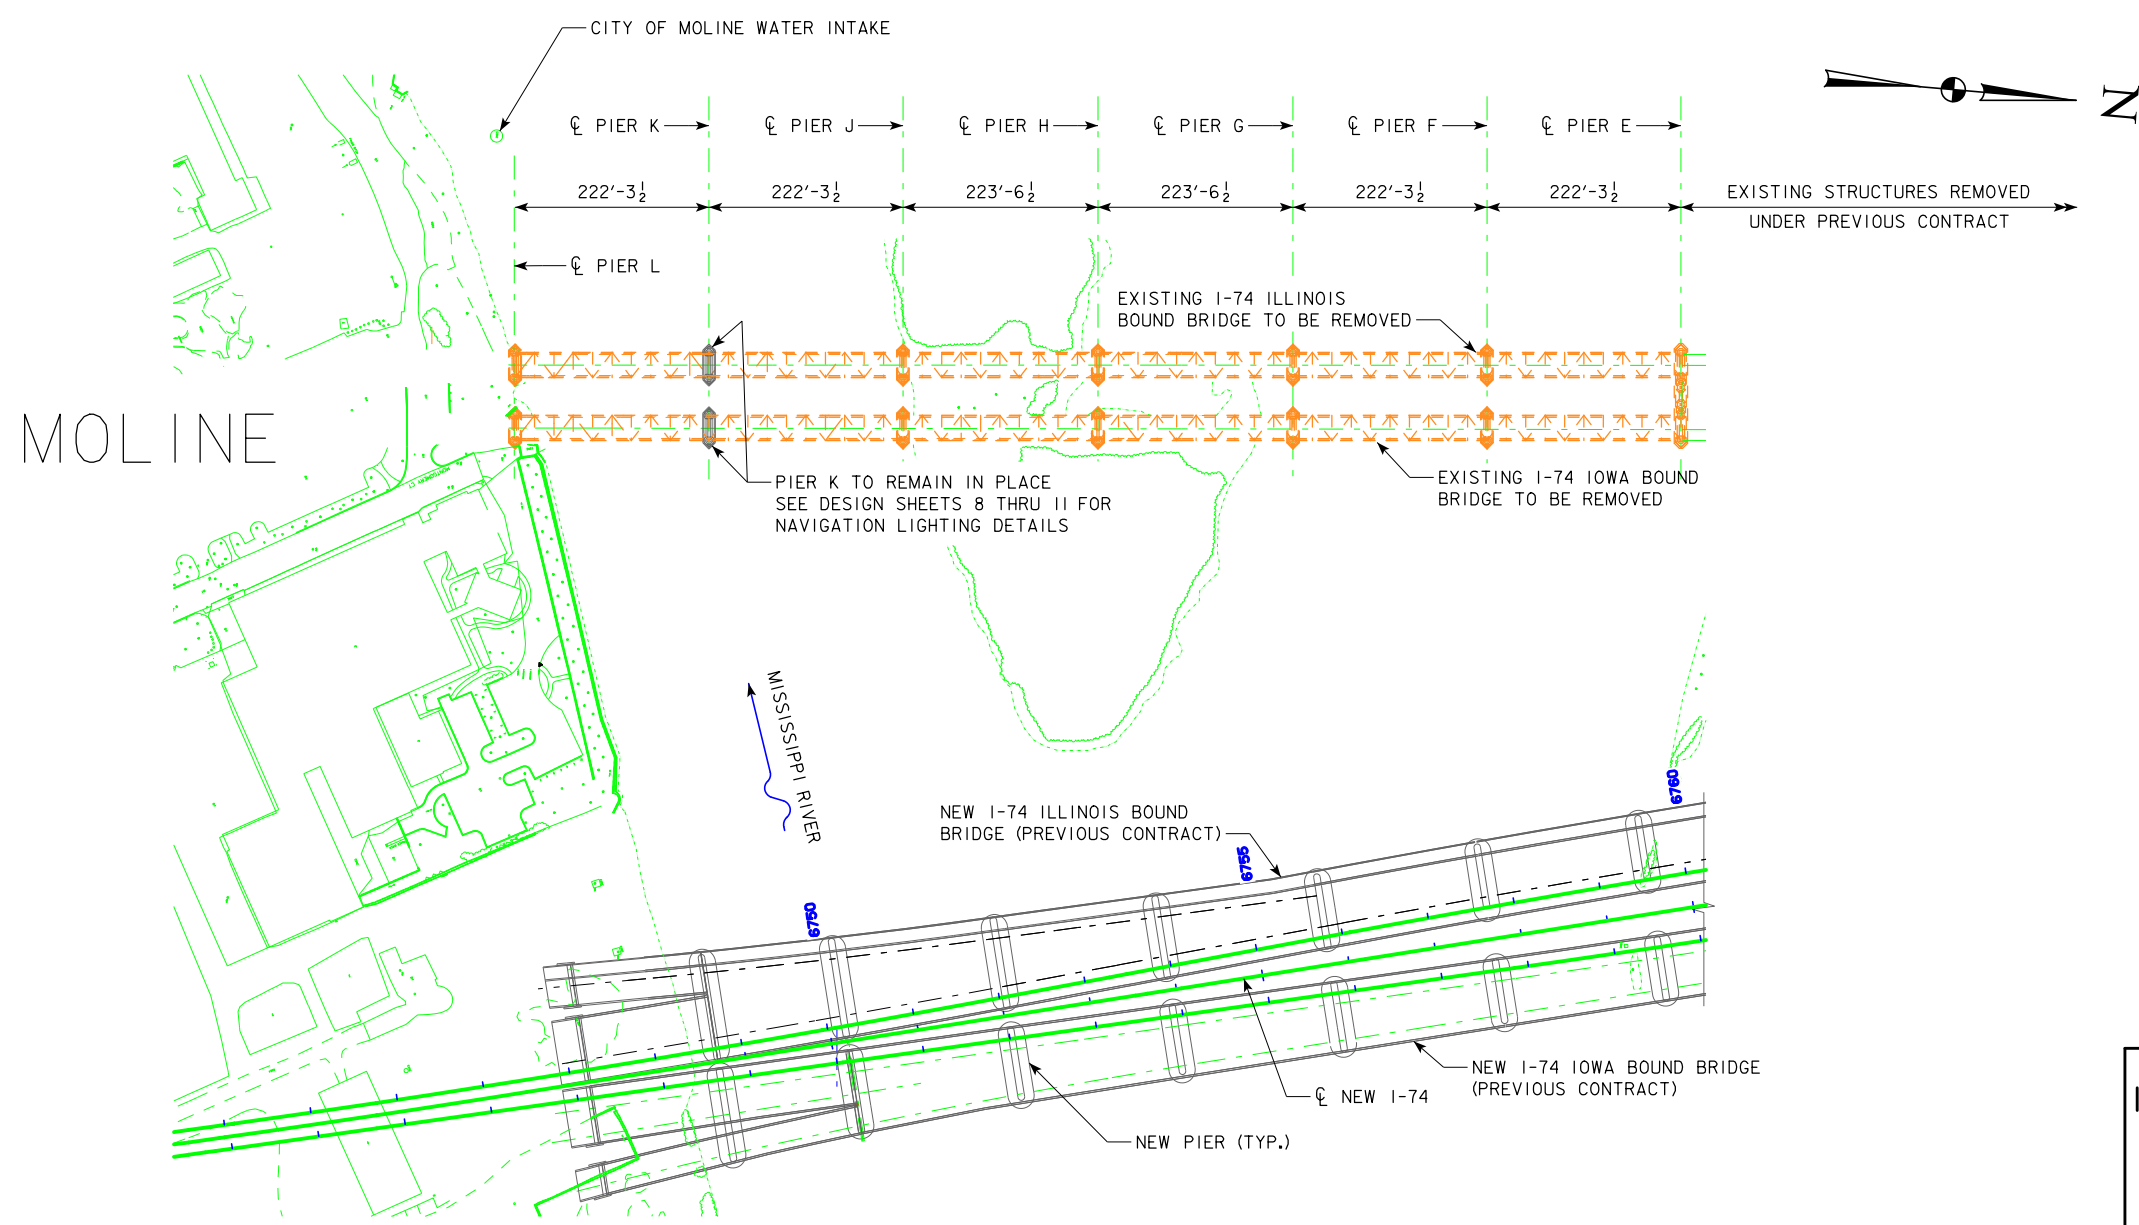 CITY OF MOLINE WATER INTAKE
N
℄ PIER K
℄ PIER J
℄ PIER H
℄ PIER G
℄ PIER F
℄ PIER E
222'-3½
222'-3½
223'-6½
223'-6½
222'-3½
222'-3½
EXISTING STRUCTURES REMOVED
UNDER PREVIOUS CONTRACT
℄ PIER L
EXISTING I-74 ILLINOIS
BOUND BRIDGE TO BE REMOVED
MOLINE
PIER K TO REMAIN IN PLACE
SEE DESIGN SHEETS 8 THRU 11 FOR
NAVIGATION LIGHTING DETAILS
EXISTING I-74 IOWA BOUND
BRIDGE TO BE REMOVED
MISSISSIPPI RIVER
NEW I-74 ILLINOIS BOUND
BRIDGE (PREVIOUS CONTRACT)
6750
6755
6760
NEW I-74 IOWA BOUND BRIDGE
(PREVIOUS CONTRACT)
℄ NEW I-74
NEW PIER (TYP.)